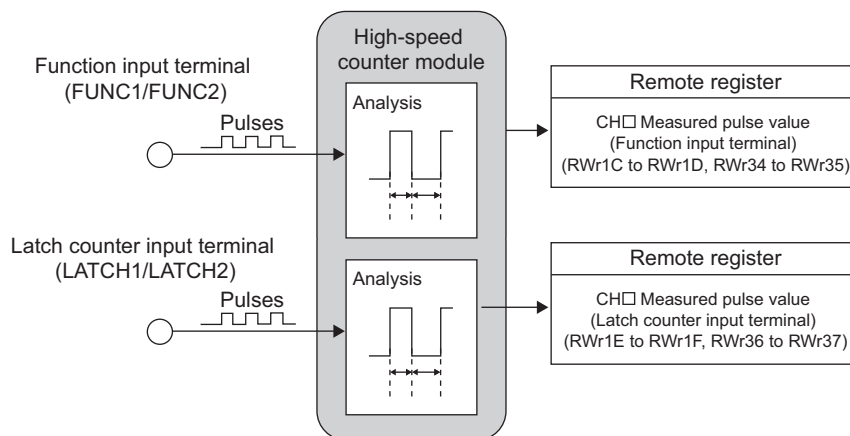 High-speed
counter module
Function input terminal
(FUNC1/FUNC2)
Pulses
Analysis
Remote register
CH□ Measured pulse value
(Function input terminal)
(RWr1C to RWr1D, RWr34 to RWr35)
Latch counter input terminal
(LATCH1/LATCH2)
Pulses
Analysis
Remote register
CH□ Measured pulse value
(Latch counter input terminal)
(RWr1E to RWr1F, RWr36 to RWr37)